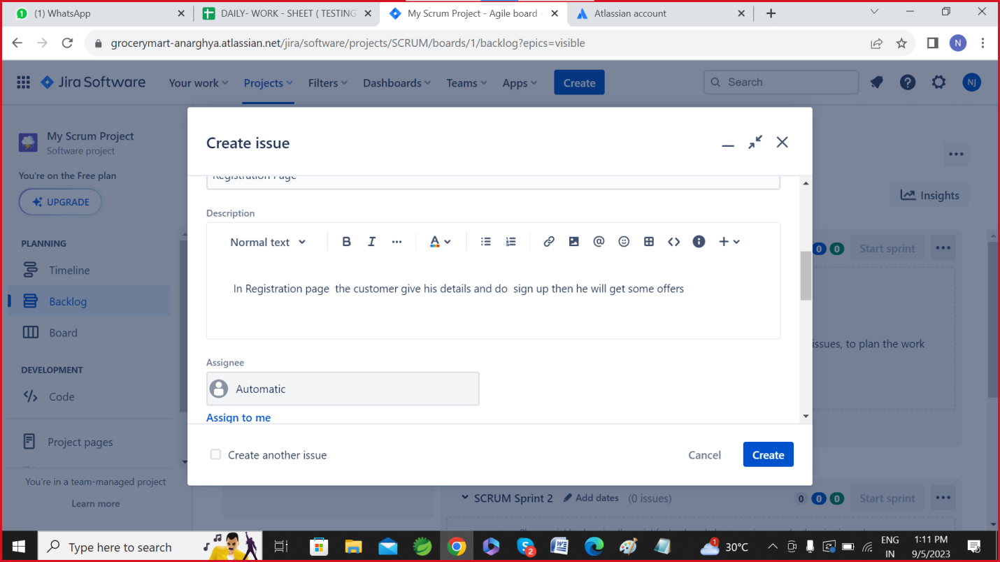 (1) WhatsApp
DAILY- WORK - SHEET ( TESTING
My Scrum Project - Agile board -
Atlassian account
grocerymart-anarghya.atlassian.net/jira/software/projects/SCRUM/boards/1/backlog?epics=visible
N
Jira Software
Your work
Projects
Filters
Dashboards
Teams
Apps
Create
Search
NJ
My Scrum Project
Software project
You're on the Free plan
UPGRADE
PLANNING
Timeline
Backlog
Board
DEVELOPMENT
Code
Project pages
You're in a team-managed project
Learn more
Insights
0 0 Start sprint
issues, to plan the work
Create issue
Registration Page
Description
Normal text
B I A
In Registration page the customer give his details and do sign up then he will get some offers
Assignee
Automatic
Assign to me
Create another issue
Cancel
Create
SCRUM Sprint 2 Add dates (0 issues) 0 0 0 Start sprint
Type here to search
2
1
30°C
ENG
IN
1:11 PM
9/5/2023